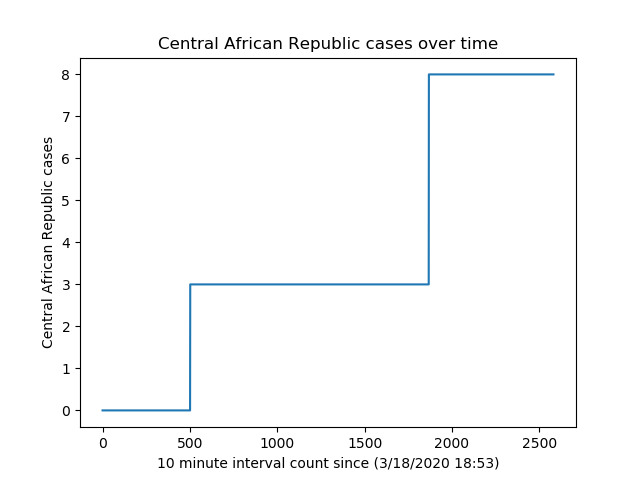 Central African Republic cases over time
8
7
6
5
4
3
2
1
0
Central African Republic cases
0 500 1000 1500 2000 2500
10 minute interval count since (3/18/2020 18:53)